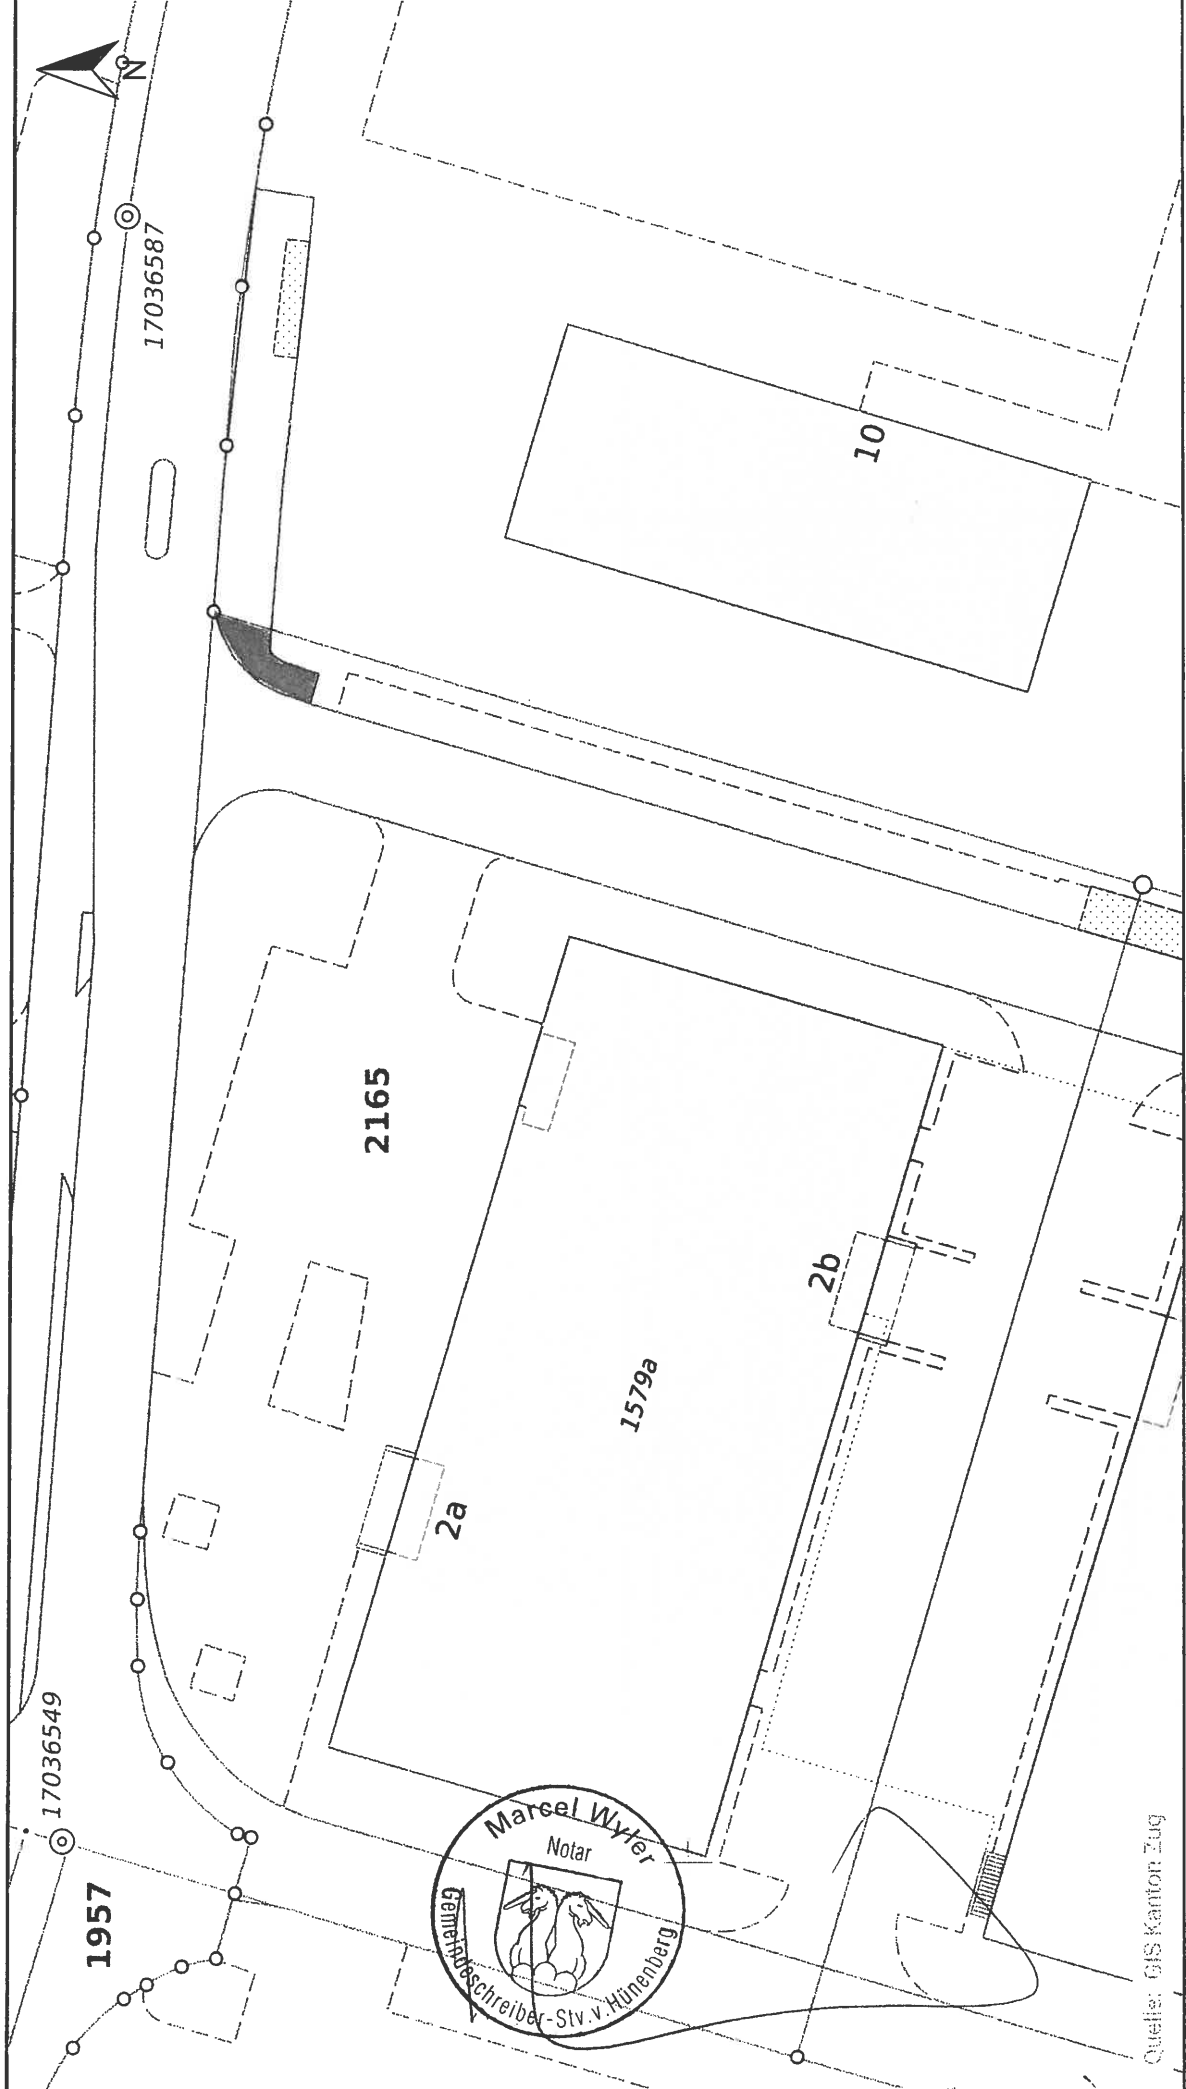 N
17036587
10
2165
2b
1579a
2a
17036549
1957
Marcel Wyler
Notar
Gemeindeschreiber-Stv. v. Hünenberg
Quelle: GIS Kanton Zug